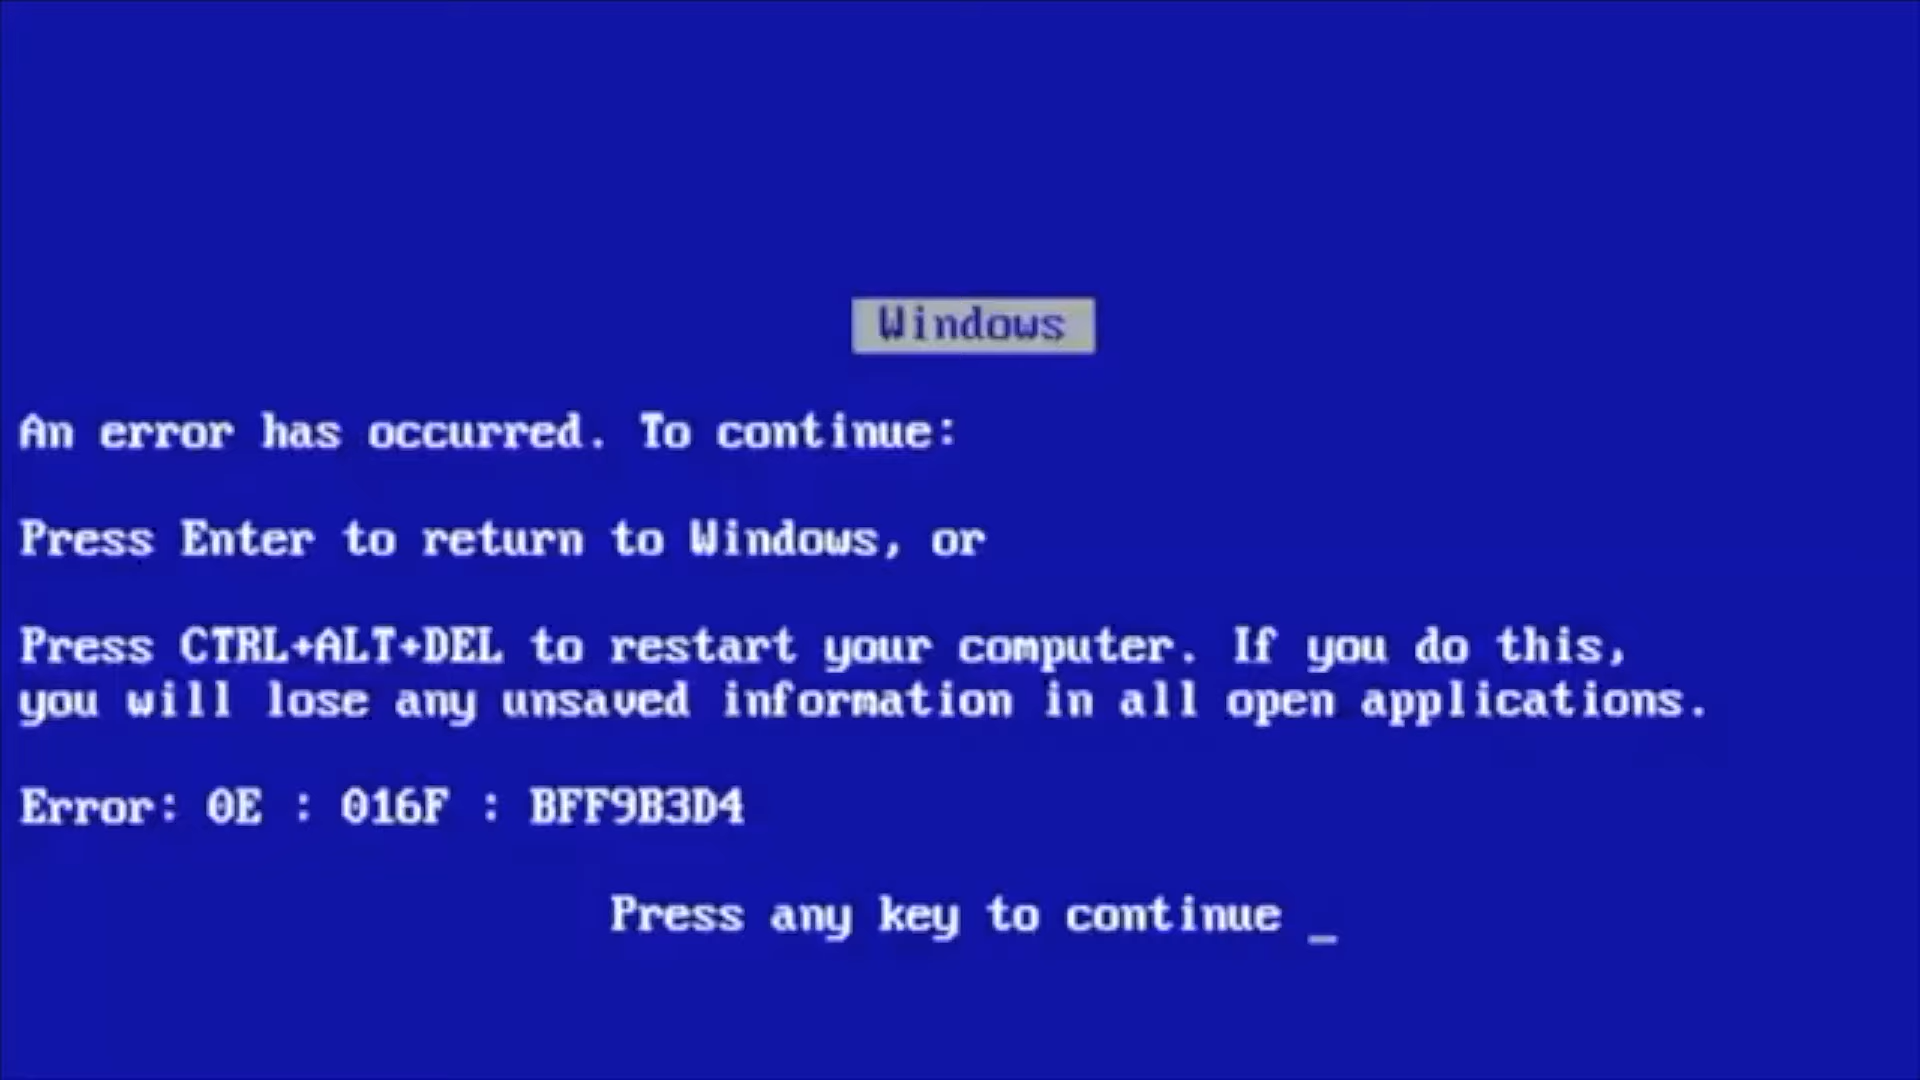 Windows
An error has occurred. To continue:
Press Enter to return to Windows, or
Press CTRL+ALT+DEL to restart your computer. If you do this,
you will lose any unsaved information in all open applications.
Error: 0E : 016F : BFF9B3D4
Press any key to continue _